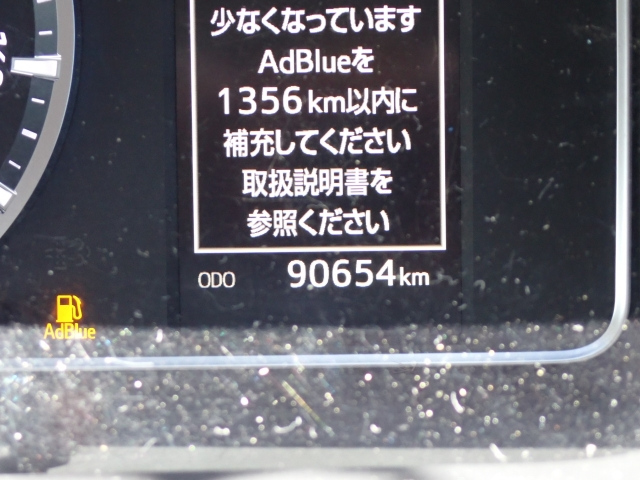 少なくなっています
AdBlueを
1356km以内に
補充してください
取扱説明書を
参照ください
ODO 90654km
AdBlue